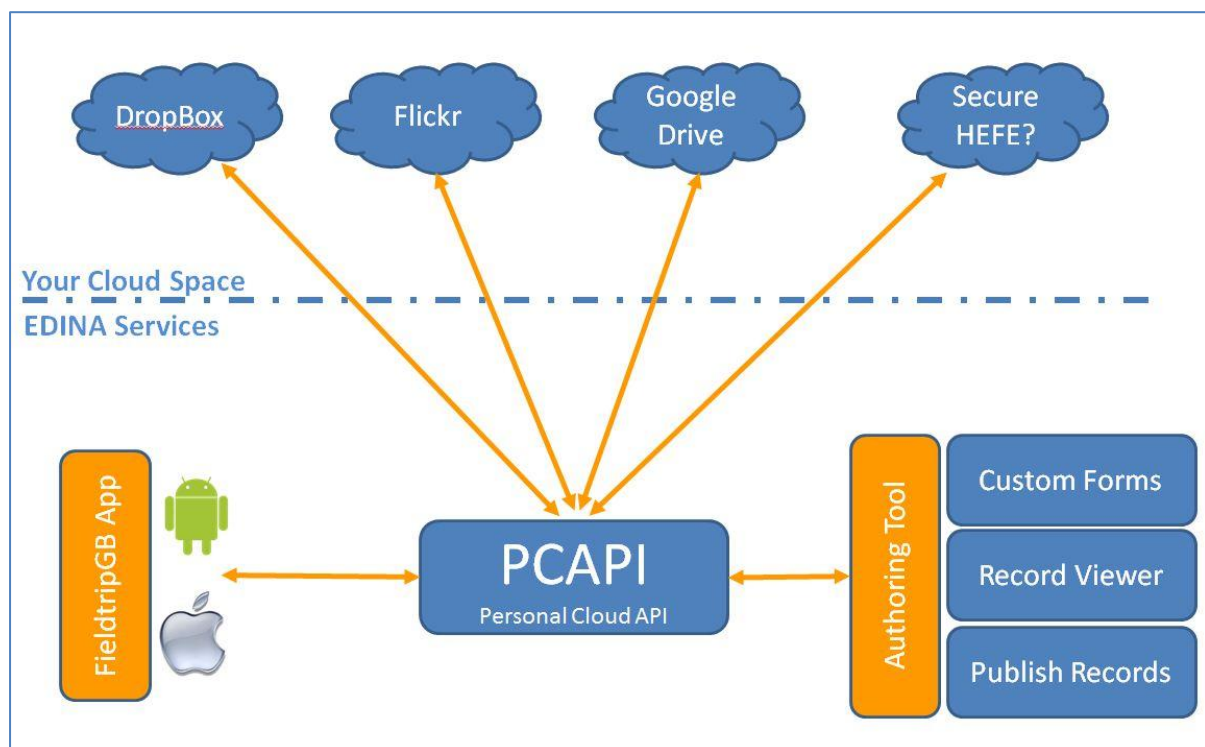 DropBox
Flickr
Google
Drive
Secure
HEFE?
Your Cloud Space
EDINA Services
FieldtripGB App
PCAPI
Personal Cloud API
Authoring Tool
Custom Forms
Record Viewer
Publish Records